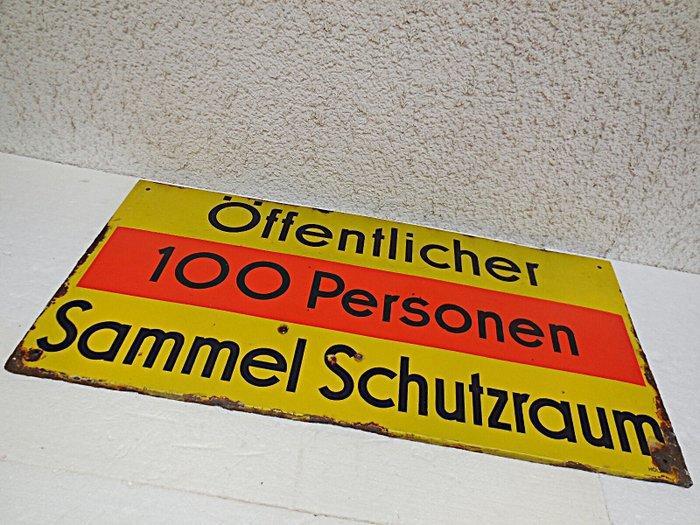 Öffentlicher
100 Personen
Sammel Schutzraum